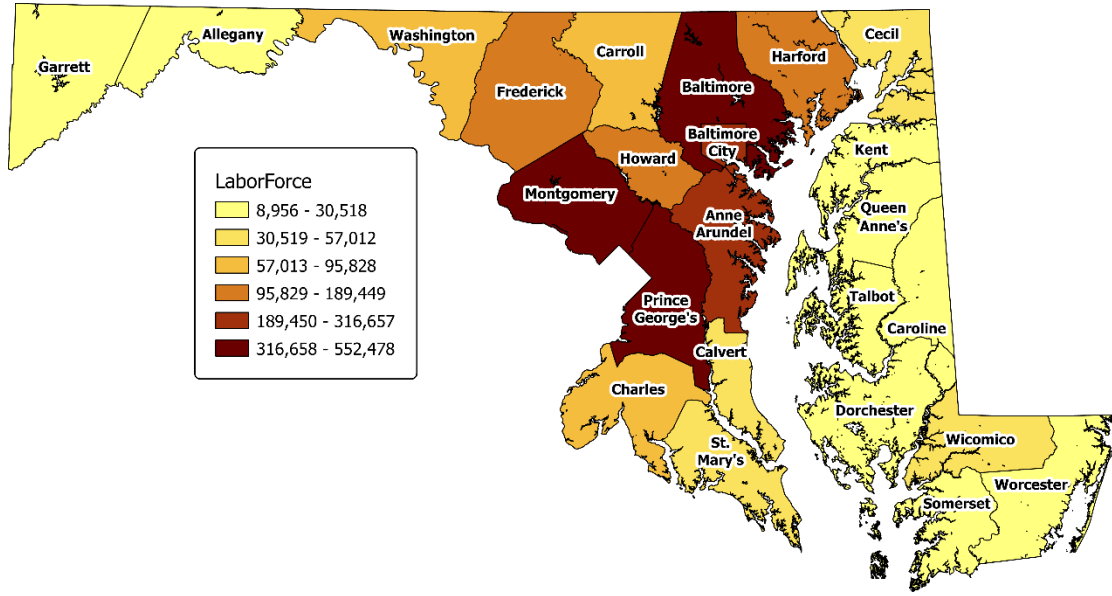 Garrett
Allegany
Washington
Frederick
Carroll
Baltimore
Harford
Cecil
Baltimore
City
Howard
Montgomery
Anne
Arundel
Prince
George's
Calvert
Charles
St.
Mary's
Kent
Queen
Anne's
Talbot
Caroline
Dorchester
Wicomico
Worcester
Somerset
LaborForce
8,956 - 30,518
30,519 - 57,012
57,013 - 95,828
95,829 - 189,449
189,450 - 316,657
316,658 - 552,478